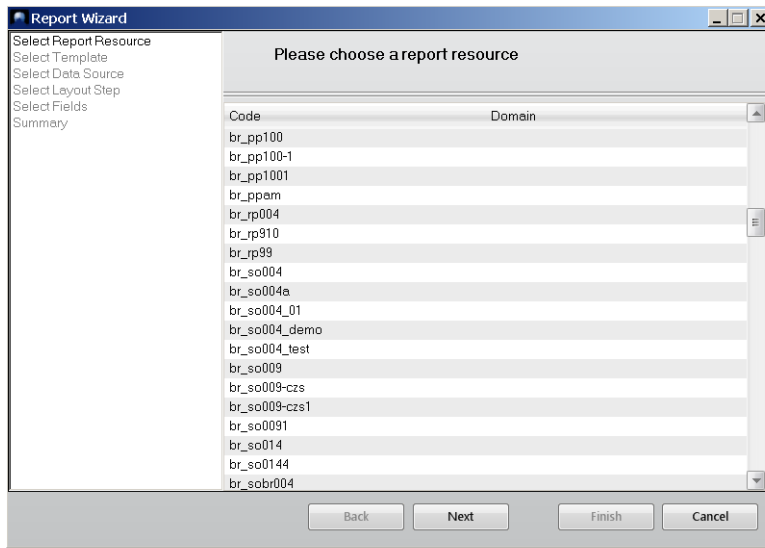 Report Wizard
Select Report Resource
Select Template
Select Data Source
Select Layout Step
Select Fields
Summary
Please choose a report resource
Code Domain
br_pp100
br_pp100-1
br_pp1001
br_ppam
br_rp004
br_rp910
br_rp99
br_so004
br_so004a
br_so004_01
br_so004_demo
br_so004_test
br_so009
br_so009-czs
br_so009-czs1
br_so0091
br_so014
br_so0144
br_sobr004
Back Next Finish Cancel